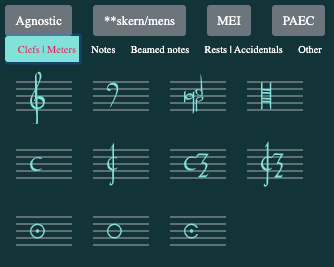 Agnostic **skern/mens MEI PAEC
Clefs | Meters Notes Beamed notes Rests | Accidentals Other